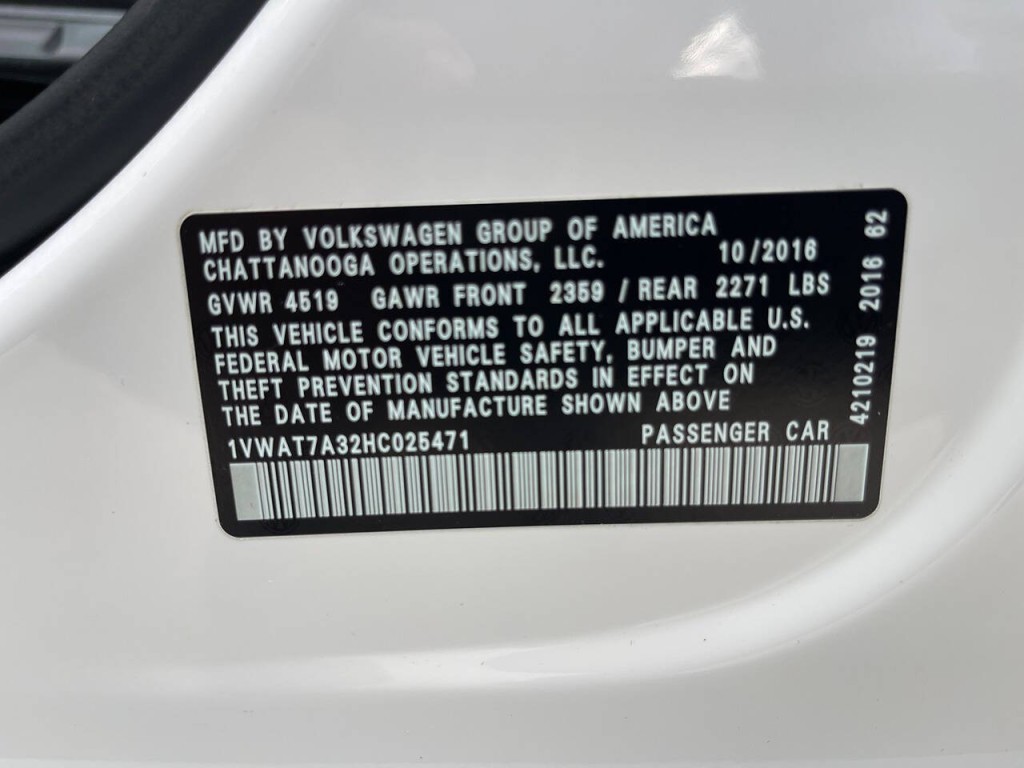 MFD BY VOLKSWAGEN GROUP OF AMERICA
CHATTANOOGA OPERATIONS, LLC. 10/2016
GVWR 4519 GAWR FRONT 2359 / REAR 2271 LBS
THIS VEHICLE CONFORMS TO ALL APPLICABLE U.S.
FEDERAL MOTOR VEHICLE SAFETY, BUMPER AND
THEFT PREVENTION STANDARDS IN EFFECT ON
THE DATE OF MANUFACTURE SHOWN ABOVE
1VWAT7A32HC025471 PASSENGER CAR
4210219 2016 62